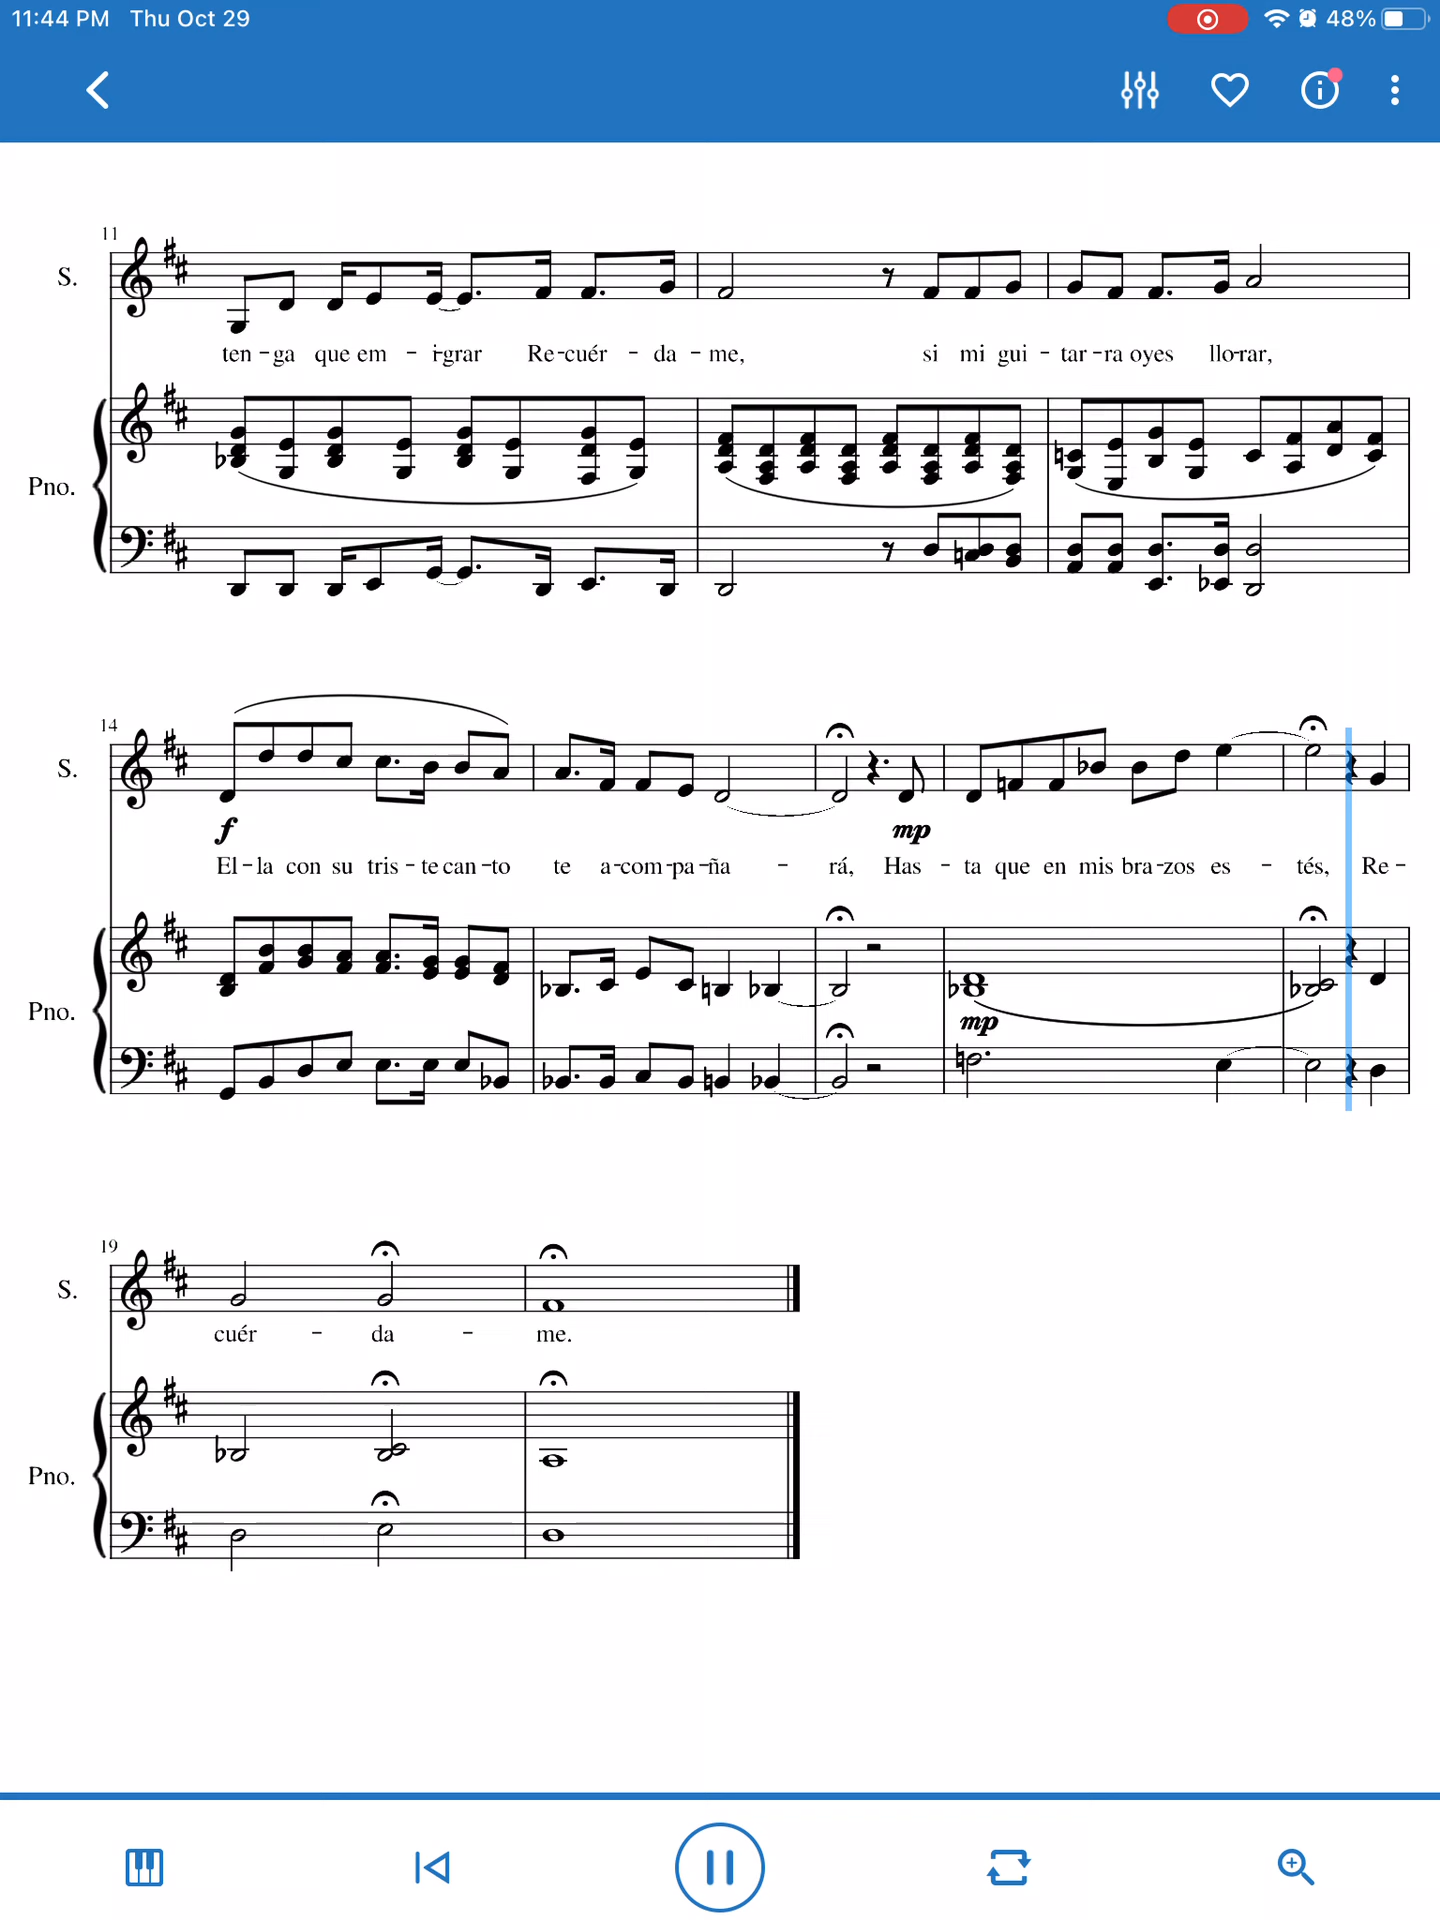 11:44 PM Thu Oct 29 48%
11
S.
ten - ga que em - i-grar Re-cuér - da - me, si mi gui - tar-ra oyes llo-rar,
Pno.
14
S.
f mp
El-la con su tris-te can-to te a-com-pa-ña - rá, Has - ta que en mis bra-zos es - tés, Re-
Pno.
mp
19
S.
cuér - da - me.
Pno.